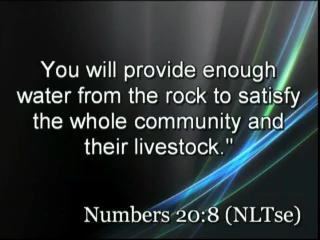 You will provide enough
water from the rock to satisfy
the whole community and
their livestock."
Numbers 20:8 (NLTse)